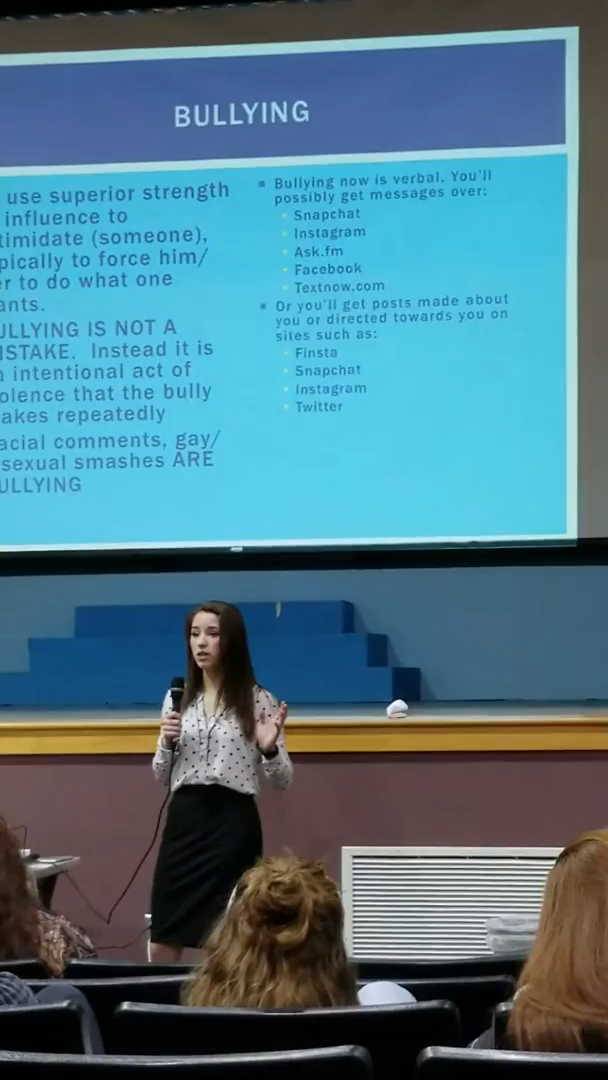 BULLYING
use superior strength
influence to
timidate (someone),
pically to force him/
er to do what one
ants.
ULLYING IS NOT A
ISTAKE. Instead it is
n intentional act of
olence that the bully
akes repeatedly
acial comments, gay/
sexual smashes ARE
ULLYING
Bullying now is verbal. You'll
possibly get messages over:
Snapchat
Instagram
Ask.fm
Facebook
Textnow.com
Or you'll get posts made about
you or directed towards you on
sites such as:
Finsta
Snapchat
Instagram
Twitter